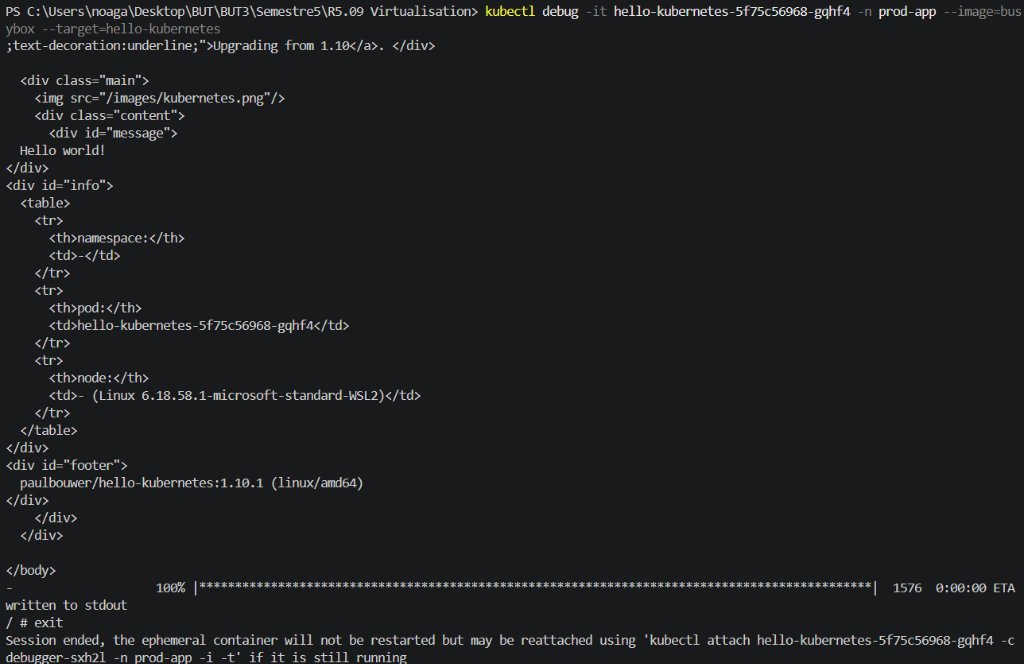 PS C:\Users\noaga\Desktop\BUT\BUT3\Semestre5\R5.09 Virtualisation> kubectl debug -it hello-kubernetes-5f75c56968-gqhf4 -n prod-app --image=bus
ybox --target=hello-kubernetes
;text-decoration:underline;">Upgrading from 1.10</a>. </div>

  <div class="main">
    <img src="/images/kubernetes.png"/>
    <div class="content">
      <div id="message">
  Hello world!
</div>
<div id="info">
  <table>
    <tr>
      <th>namespace:</th>
      <td>-</td>
    </tr>
    <tr>
      <th>pod:</th>
      <td>hello-kubernetes-5f75c56968-gqhf4</td>
    </tr>
    <tr>
      <th>node:</th>
      <td>- (Linux 6.18.58.1-microsoft-standard-WSL2)</td>
    </tr>
  </table>
</div>
<div id="footer">
  paulbouwer/hello-kubernetes:1.10.1 (linux/amd64)
</div>
    </div>
  </div>

</body>
-                    100% |**********************************************************************************************| 1576  0:00:00 ETA
written to stdout
/ # exit
Session ended, the ephemeral container will not be restarted but may be reattached using 'kubectl attach hello-kubernetes-5f75c56968-gqhf4 -c
debugger-sxh2l -n prod-app -i -t' if it is still running